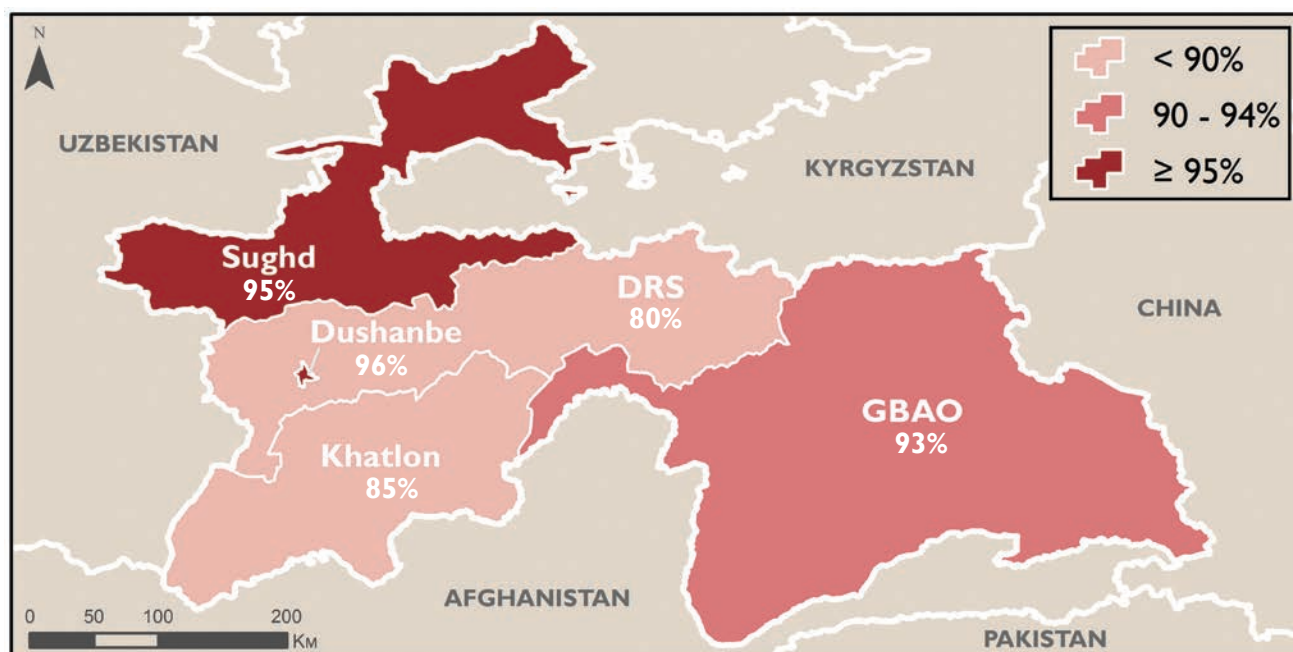 N
< 90%
90 - 94%
≥ 95%
UZBEKISTAN
KYRGYZSTAN
Sughd
95%
DRS
80%
CHINA
Dushanbe
96%
GBAO
93%
Khatlon
85%
AFGHANISTAN
PAKISTAN
0 50 100 200
Km